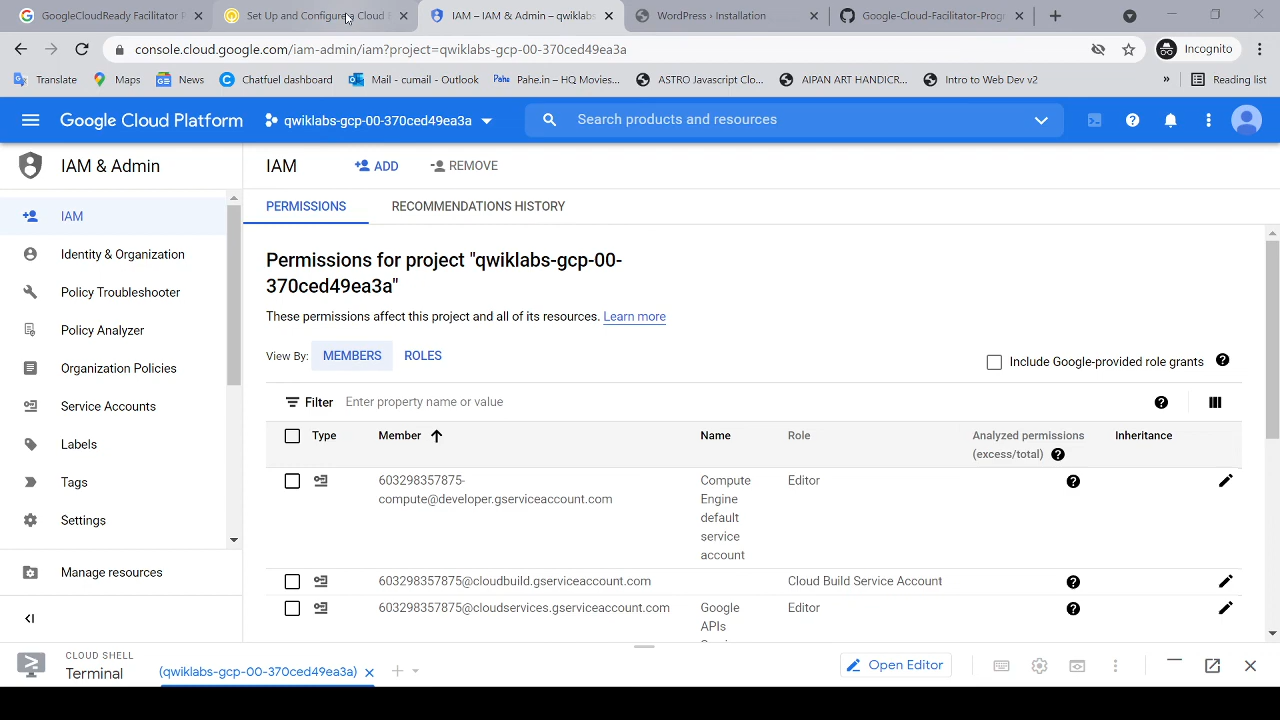 GoogleCloudReady Facilitator P
Set Up and Configure a Cloud E
IAM – IAM & Admin – qwiklabs
WordPress › Installation
Google-Cloud-Facilitator-Progr
console.cloud.google.com/iam-admin/iam?project=qwiklabs-gcp-00-370ced49ea3a
Incognito
Translate
Maps
News
Chatfuel dashboard
Mail - cumail - Outlook
Pahe.in – HQ Movies...
ASTRO Javascript Clo...
AIPAN ART HANDICR...
Intro to Web Dev v2
»
Reading list
Google Cloud Platform
qwiklabs-gcp-00-370ced49ea3a
Search products and resources
IAM & Admin
IAM
ADD
REMOVE
IAM
Identity & Organization
Policy Troubleshooter
Policy Analyzer
Organization Policies
Service Accounts
Labels
Tags
Settings
Manage resources
PERMISSIONS
RECOMMENDATIONS HISTORY
Permissions for project "qwiklabs-gcp-00-
370ced49ea3a"
These permissions affect this project and all of its resources. Learn more
View By: MEMBERS ROLES
Include Google-provided role grants
Filter Enter property name or value
Type
Member
Name
Role
Analyzed permissions
(excess/total)
Inheritance
603298357875-
compute@developer.gserviceaccount.com
Compute
Engine
default
service
account
Editor
603298357875@cloudbuild.gserviceaccount.com
Cloud Build Service Account
603298357875@cloudservices.gserviceaccount.com
Google
APIs
Editor
CLOUD SHELL
Terminal
(qwiklabs-gcp-00-370ced49ea3a)
Open Editor